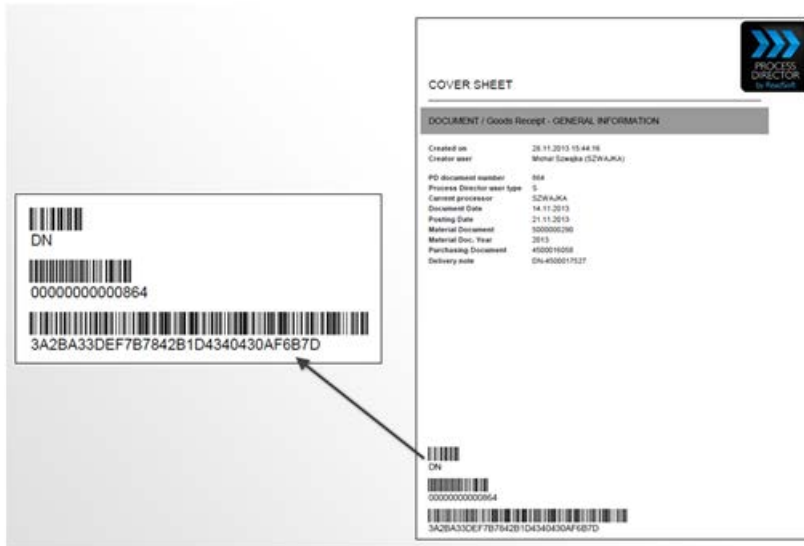 PROCESS
DIRECTOR
by ReadSoft
COVER SHEET
DOCUMENT / Goods Receipt - GENERAL INFORMATION
Created on 28.11.2013 15:44:16
Creator user Michal Szwajka (SZWAJKA)
PD document number 864
Process Director user type S
Current processor SZWAJKA
Document Date 14.11.2013
Posting Date 21.11.2013
Material Document 5000000290
Material Doc. Year 2013
Purchasing Document 4500016058
Delivery note DN-4500017527
DN
00000000000864
3A2BA33DEF7B7842B1D4340430AF6B7D
DN
00000000000864
3A2BA33DEF7B7842B1D4340430AF6B7D